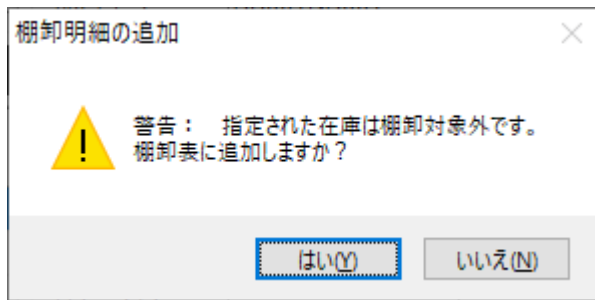 棚卸明細の追加
警告： 指定された在庫は棚卸対象外です。
棚卸表に追加しますか？
はい(Y)
いいえ(N)